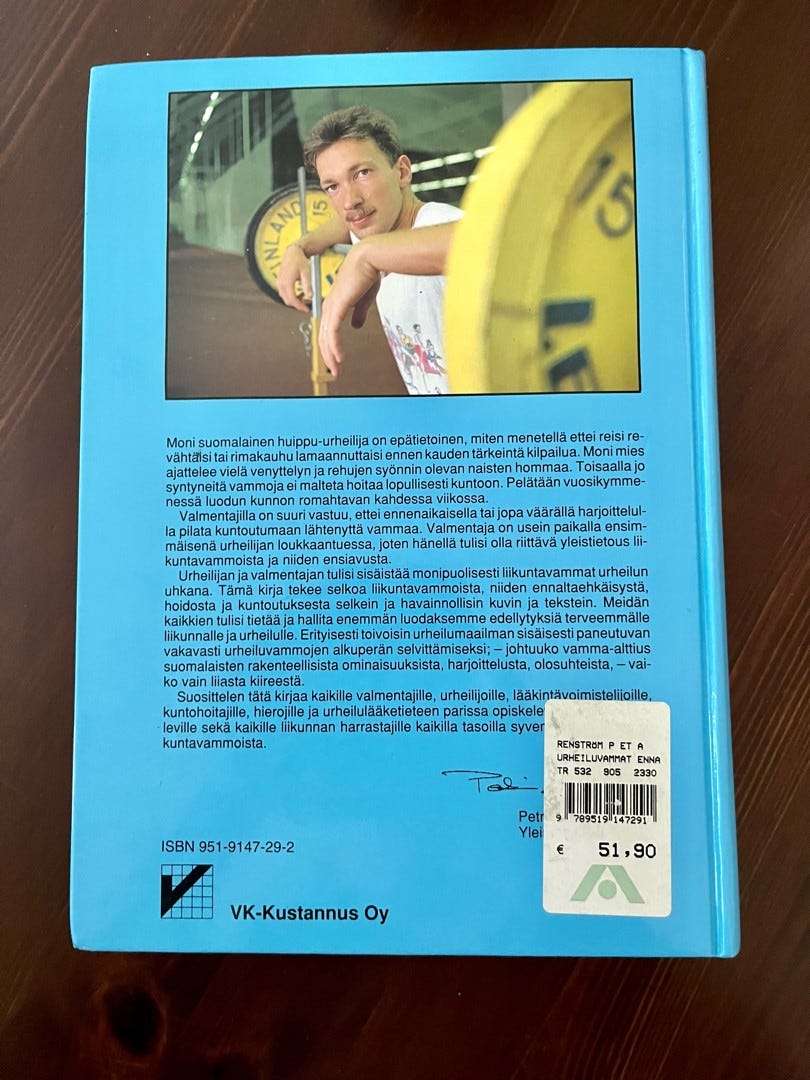 FINLAND 15
15
Moni suomalainen huippu-urheilija on epätietoinen, miten menetellä ettei reisi re-
vähtäisi tai rimakauhu lamaannuttaisi ennen kauden tärkeintä kilpailua. Moni mies
ajattelee vielä venyttelyn ja rehujen syönnin olevan naisten hommaa. Toisaalla jo
syntyneitä vammoja ei malteta hoitaa lopullisesti kuntoon. Pelätään vuosikymme-
nessä luodun kunnon romahtavan kahdessa viikossa.
Valmentajilla on suuri vastuu, ettei ennenaikaisella tai jopa väärällä harjoittelul-
la pilata kuntoutumaan lähtenyttä vammaa. Valmentaja on usein paikalla ensim-
mäisenä urheilijan loukkaantuessa, joten hänellä tulisi olla riittävä yleistietous lii-
kuntavammoista ja niiden ensiavusta.
Urheilijan ja valmentajan tulisi sisäistää monipuolisesti liikuntavammat urheilun
uhkana. Tämä kirja tekee selkoa liikuntavammoista, niiden ennaltaehkäisystä,
hoidosta ja kuntoutuksesta selkein ja havainnollisin kuvin ja tekstein. Meidän
kaikkien tulisi tietää ja hallita enemmän luodaksemme edellytyksiä terveemmälle
liikunnalle ja urheilulle. Erityisesti toivoisin urheilumaailman sisäisesti paneutuvan
vakavasti urheiluvammojen alkuperän selvittämiseksi; – johtuuko vamma-alttius
suomalaisten rakenteellisista ominaisuuksista, harjoittelusta, olosuhteista, – vai-
ko vain liiasta kiireestä.
Suosittelen tätä kirjaa kaikille valmentajille, urheilijoille, lääkintävoimistelijoille,
kuntohoitajille, hierojille ja urheilulääketieteen parissa opiskele
leville sekä kaikille liikunnan harrastajille kaikilla tasoilla syven
kuntavammoista.
Petr
Yleis
ISBN 951-9147-29-2
VK-Kustannus Oy
RENSTRÖM P ET A
URHEILUVAMMAT ENNA
TR 532 905 2330
9 789519 147291
€ 51,90